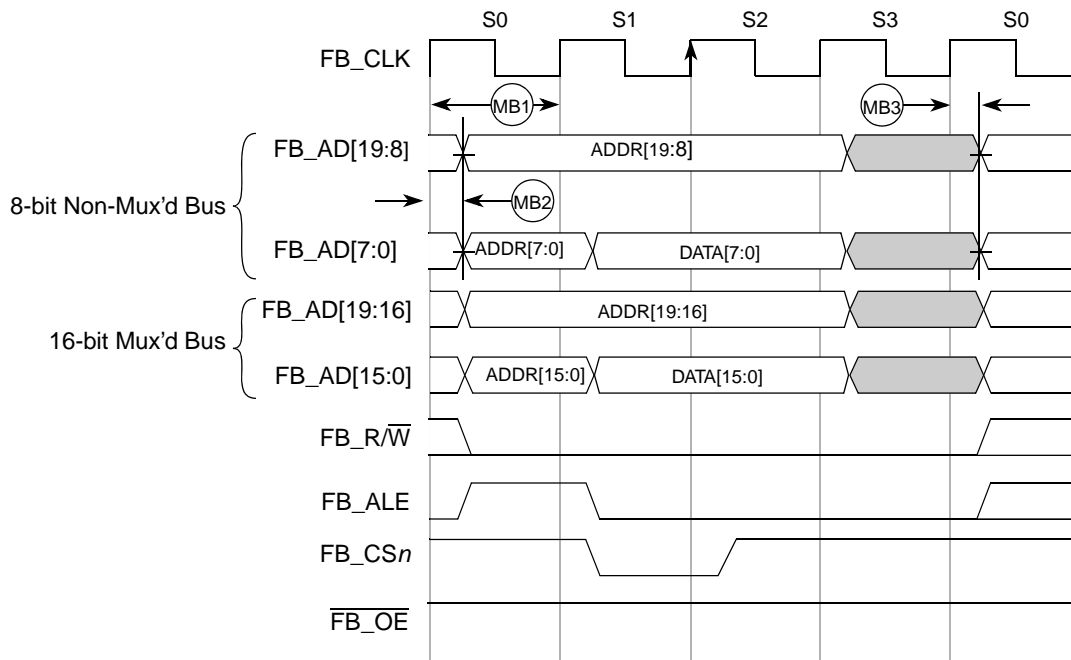 S0 S1 S2 S3 S0
FB_CLK
MB1 MB3
FB_AD[19:8] ADDR[19:8]
8-bit Non-Mux'd Bus
MB2
FB_AD[7:0] ADDR[7:0] DATA[7:0]
FB_AD[19:16] ADDR[19:16]
16-bit Mux'd Bus
FB_AD[15:0] ADDR[15:0] DATA[15:0]
FB_R/W̅
FB_ALE
FB_CSn
F̅B̅_̅O̅E̅